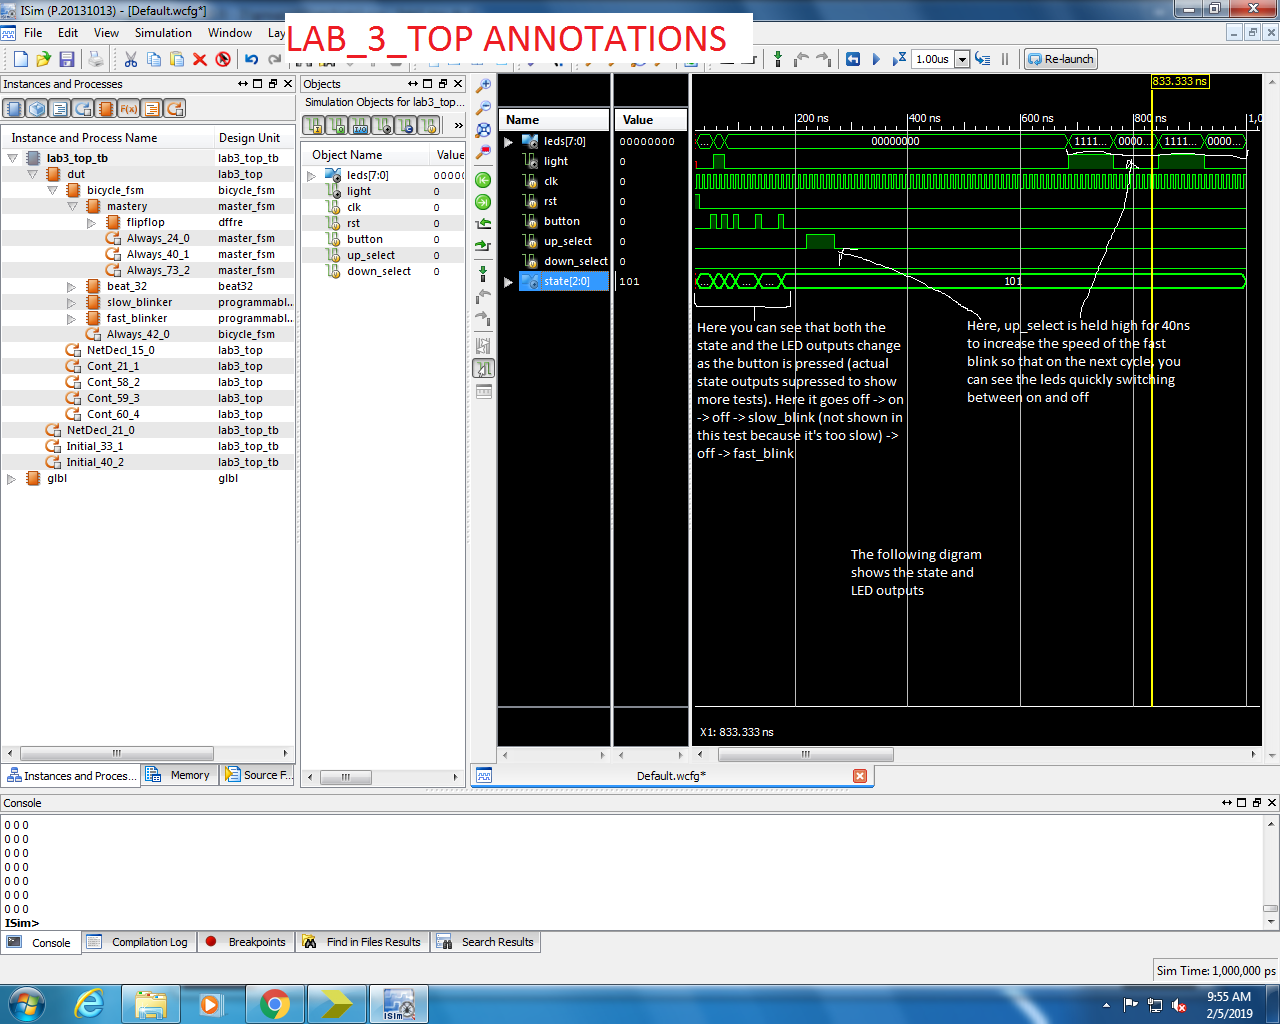 ISim (P.20131013) - [Default.wcfg*]
LAB_3_TOP ANNOTATIONS
File Edit View Simulation Window Lay
1.00us Re-launch
Instances and Processes
Instance and Process Name Design Unit
lab3_top_tb lab3_top_tb
dut lab3_top
bicycle_fsm bicycle_fsm
mastery master_fsm
flipflop dffre
Always_24_0 master_fsm
Always_40_1 master_fsm
Always_73_2 master_fsm
beat_32 beat32
slow_blinker programmabl...
fast_blinker programmabl...
Always_42_0 bicycle_fsm
NetDecl_15_0 lab3_top
Cont_21_1 lab3_top
Cont_58_2 lab3_top
Cont_59_3 lab3_top
Cont_60_4 lab3_top
NetDecl_21_0 lab3_top_tb
Initial_33_1 lab3_top_tb
Initial_40_2 lab3_top_tb
glbl glbl
Instances and Proces... Memory Source F...
Objects
Simulation Objects for lab3_top...
»
Object Name Value
leds[7:0] 00000
light 0
clk 0
rst 0
button 0
up_select 0
down_select 0
Name Value
leds[7:0] 00000000
light 0
clk 0
rst 0
button 0
up_select 0
down_select 0
state[2:0] 101
833.333 ns
200 ns 400 ns 600 ns 800 ns 1,0
... 00000000 1111... 0000... 1111... 0000...
... ... ... 101
Here you can see that both the
state and the LED outputs change
as the button is pressed (actual
state outputs supressed to show
more tests). Here it goes off -> on
-> off -> slow_blink (not shown in
this test because it's too slow) ->
off -> fast_blink
Here, up_select is held high for 40ns
to increase the speed of the fast
blink so that on the next cycle, you
can see the leds quickly switching
between on and off
The following digram
shows the state and
LED outputs
X1: 833.333 ns
Default.wcfg*
Console
0 0 0
0 0 0
0 0 0
0 0 0
0 0 0
0 0 0
0 0 0
ISim>
Console Compilation Log Breakpoints Find in Files Results Search Results
Sim Time: 1,000,000 ps
ISim
9:55 AM
2/5/2019